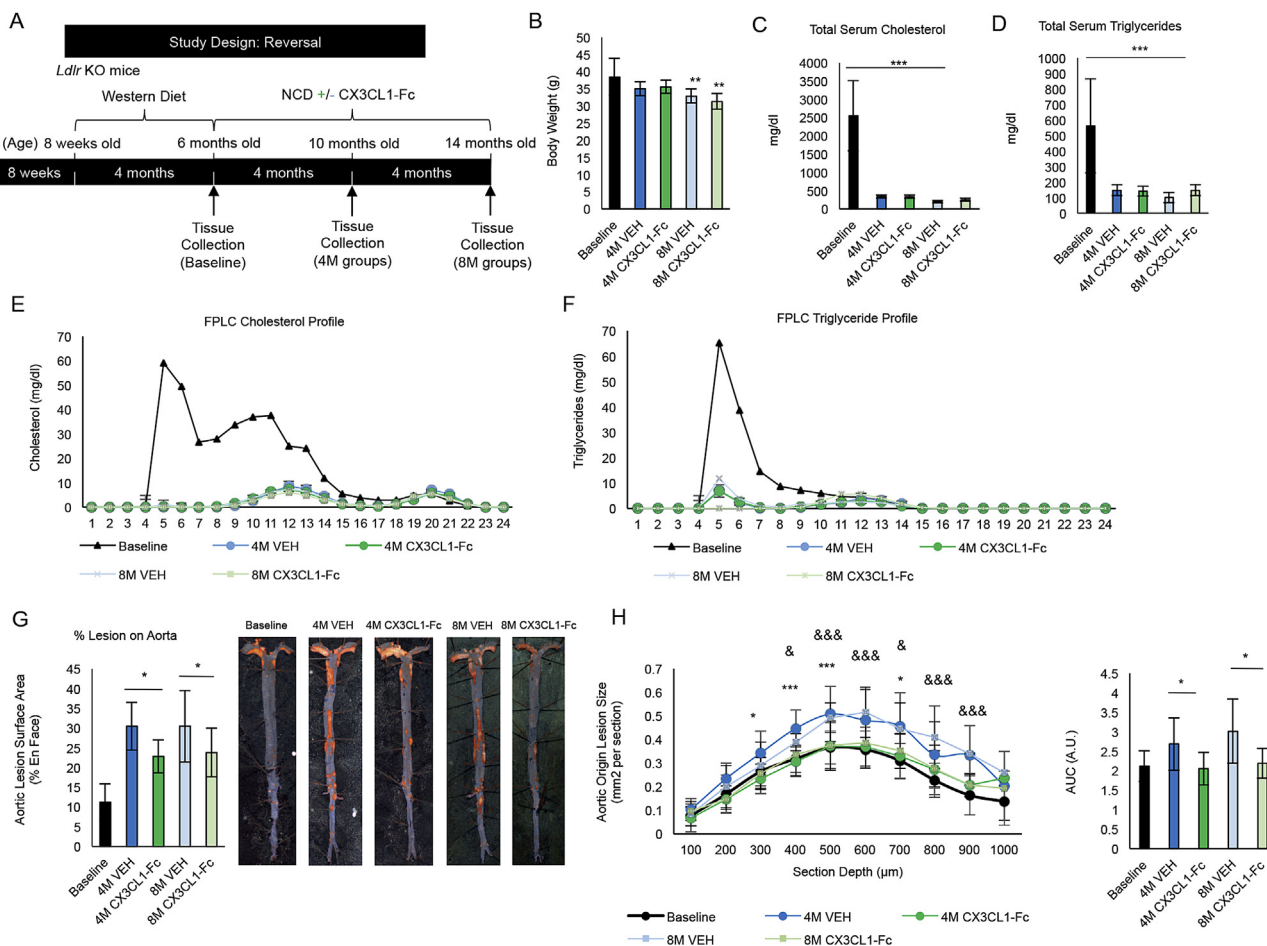 A
Study Design: Reversal
Ldlr KO mice
Western Diet
NCD +/- CX3CL1-Fc
(Age) 8 weeks old 6 months old 10 months old 14 months old
8 weeks 4 months 4 months 4 months
Tissue Collection (Baseline)
Tissue Collection (4M groups)
Tissue Collection (8M groups)
B
Body Weight (g)
50
45
40
35
30
25
20
15
10
5
0
** **
Baseline
4M VEH
4M CX3CL1-Fc
8M VEH
8M CX3CL1-Fc
C
Total Serum Cholesterol
mg/dl
4000
3500
3000
2500
2000
1500
1000
500
0
***
Baseline
4M VEH
4M CX3CL1-Fc
8M VEH
8M CX3CL1-Fc
D
Total Serum Triglycerides
mg/dl
1000
900
800
700
600
500
400
300
200
100
0
***
Baseline
4M VEH
4M CX3CL1-Fc
8M VEH
8M CX3CL1-Fc
E
FPLC Cholesterol Profile
Cholesterol (mg/dl)
70
60
50
40
30
20
10
0
1 2 3 4 5 6 7 8 9 10 11 12 13 14 15 16 17 18 19 20 21 22 23 24
Baseline 4M VEH 4M CX3CL1-Fc
8M VEH 8M CX3CL1-Fc
F
FPLC Triglyceride Profile
Triglycerides (mg/dl)
70
60
50
40
30
20
10
0
1 2 3 4 5 6 7 8 9 10 11 12 13 14 15 16 17 18 19 20 21 22 23 24
Baseline 4M VEH 4M CX3CL1-Fc
8M VEH 8M CX3CL1-Fc
G
% Lesion on Aorta
Aortic Lesion Surface Area
(% En Face)
45
40
35
30
25
20
15
10
5
0
* *
Baseline
4M VEH
4M CX3CL1-Fc
8M VEH
8M CX3CL1-Fc
Baseline 4M VEH 4M CX3CL1-Fc 8M VEH 8M CX3CL1-Fc
H
Aortic Origin Lesion Size
(mm2 per section)
0.7
0.6
0.5
0.4
0.3
0.2
0.1
0
* & *** &&& *** &&& & * &&& &&&
100 200 300 400 500 600 700 800 900 1000
Section Depth (µm)
Baseline 4M VEH 4M CX3CL1-Fc
8M VEH 8M CX3CL1-Fc
AUC (A.U.)
4.5
4
3.5
3
2.5
2
1.5
1
0.5
0
* *
Baseline
4M VEH
4M CX3CL1-Fc
8M VEH
8M CX3CL1-Fc